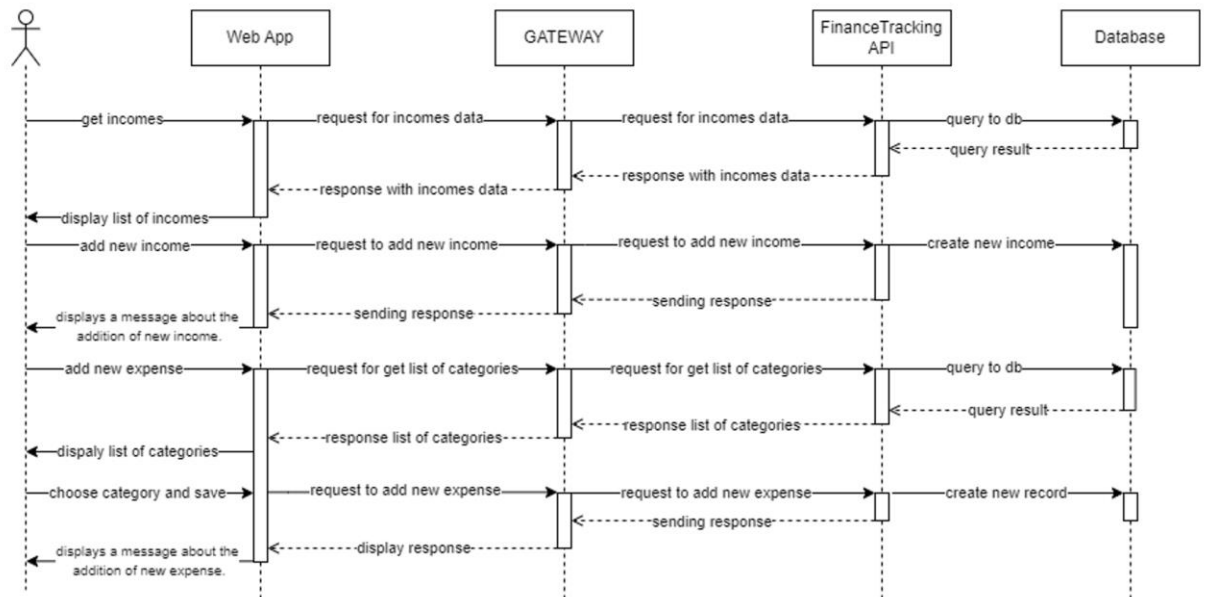 Web App
GATEWAY
FinanceTracking
API
Database
get incomes
request for incomes data
request for incomes data
query to db
query result
response with incomes data
response with incomes data
display list of incomes
add new income
request to add new income
request to add new income
create new income
sending response
sending response
displays a message about the
addition of new income.
add new expense
request for get list of categories
request for get list of categories
query to db
query result
response list of categories
response list of categories
dispaly list of categories
choose category and save
request to add new expense
request to add new expense
create new record
sending response
display response
displays a message about the
addition of new expense.